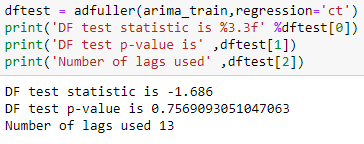 dftest = adfuller(arima_train,regression='ct')
print('DF test statistic is %3.3f' %dftest[0])
print('DF test p-value is' ,dftest[1])
print('Number of lags used' ,dftest[2])
DF test statistic is -1.686
DF test p-value is 0.7569093051047063
Number of lags used 13